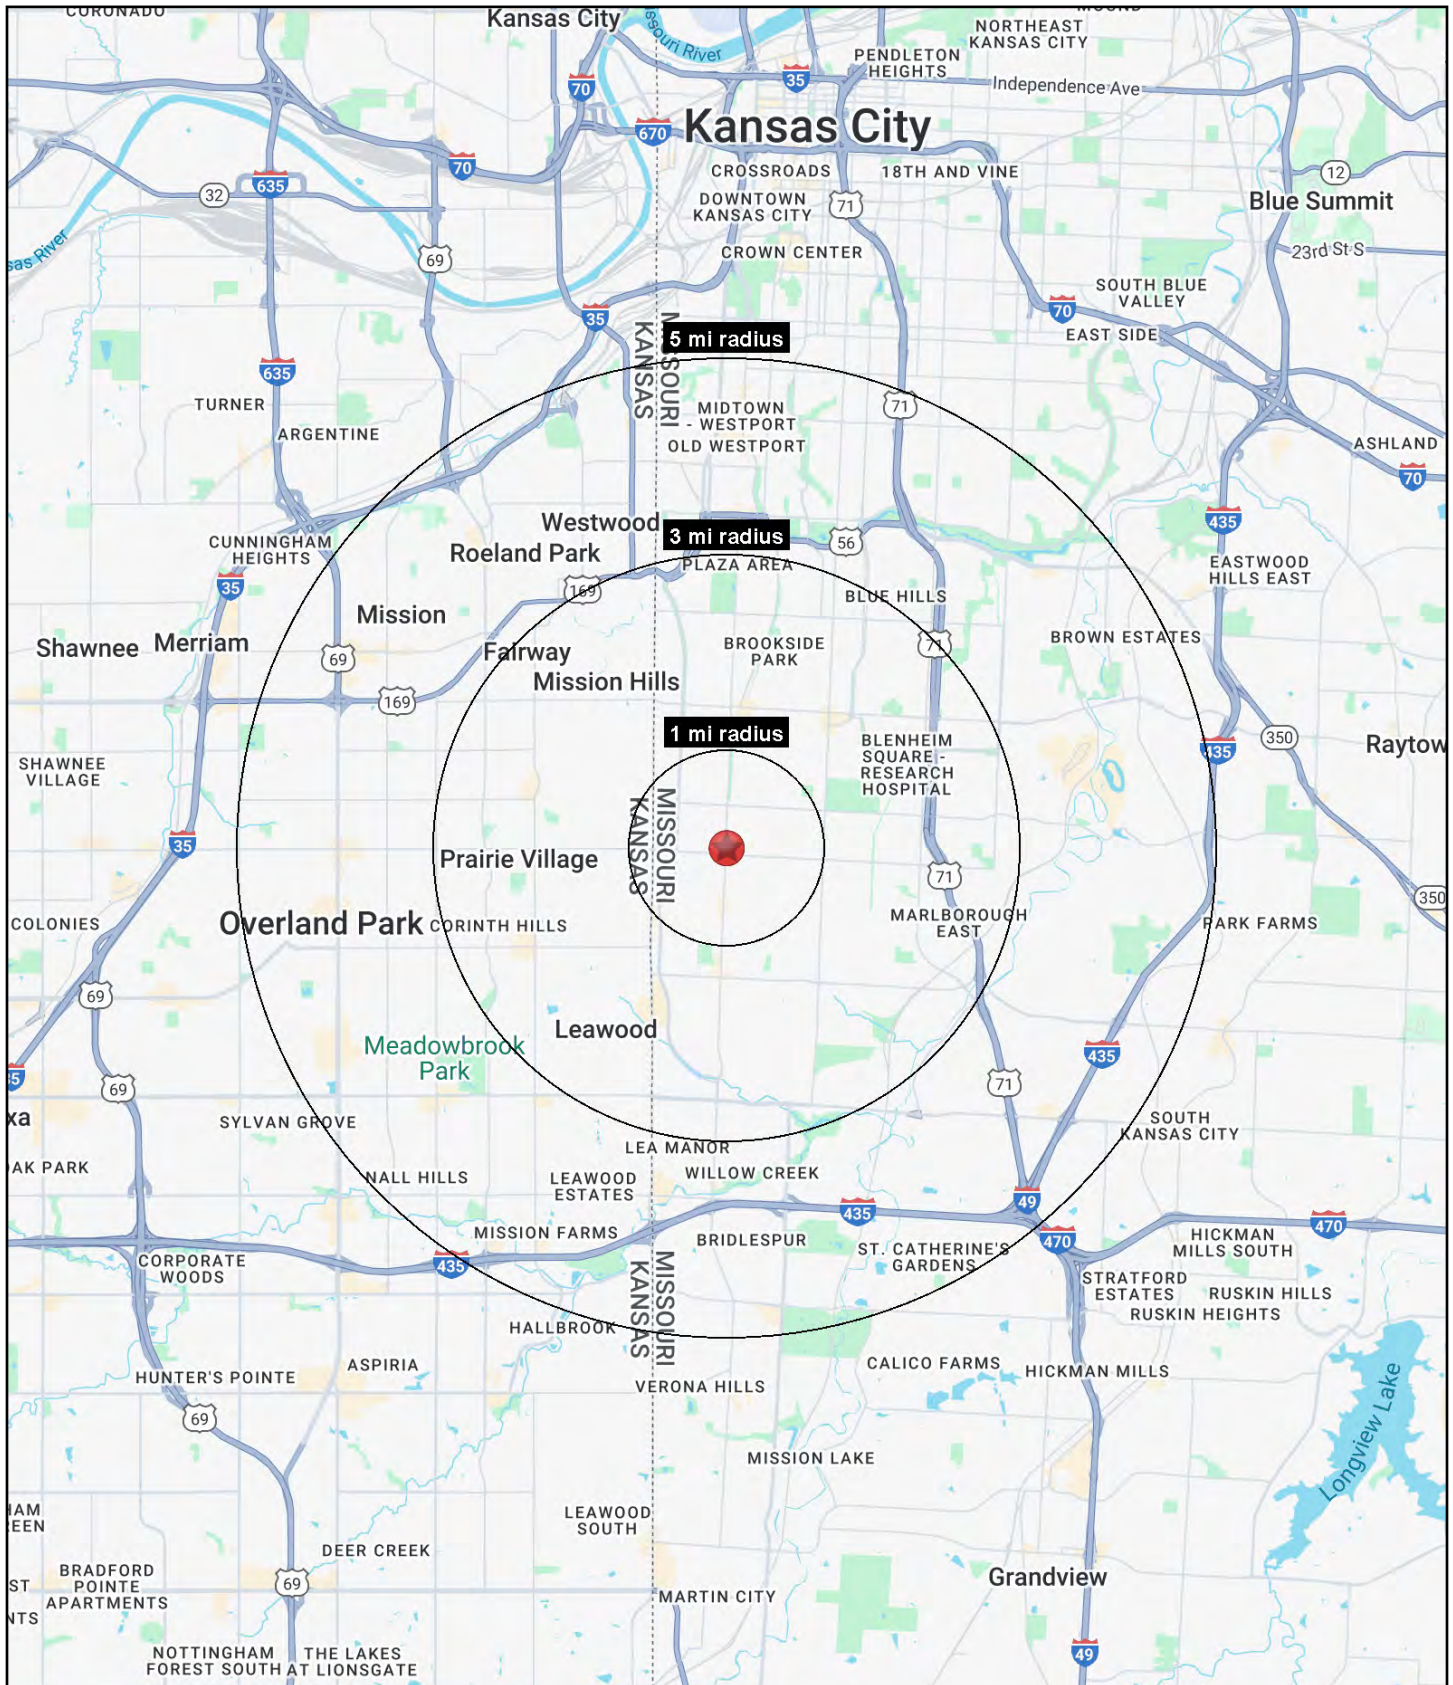 CORONADO
Kansas City
Missouri River
MOUND
NORTHEAST
KANSAS CITY
PENDLETON
HEIGHTS
35
70
Independence Ave
670
Kansas City
70
635
32
CROSSROADS
18TH AND VINE
12
DOWNTOWN
KANSAS CITY
71
Blue Summit
69
sas River
CROWN CENTER
23rd St S
SOUTH BLUE
VALLEY
35
70
EAST SIDE
MISSOURI
KANSAS
5 mi radius
635
TURNER
ARGENTINE
MIDTOWN
- WESTPORT
OLD WESTPORT
71
ASHLAND
70
Westwood
435
3 mi radius
56
CUNNINGHAM
HEIGHTS
Roeland Park
PLAZA AREA
EASTWOOD
HILLS EAST
35
169
BLUE HILLS
Mission
Shawnee
Merriam
69
Fairway
BROOKSIDE
PARK
71
BROWN ESTATES
Mission Hills
169
1 mi radius
435
350
Raytow
SHAWNEE
VILLAGE
BLENHEIM
SQUARE -
RESEARCH
HOSPITAL
MISSOURI
KANSAS
35
Prairie Village
71
350
COLONIES
Overland Park
CORINTH HILLS
MARLBOROUGH
EAST
PARK FARMS
69
Leawood
Meadowbrook
Park
435
35
69
71
xa
SYLVAN GROVE
SOUTH
KANSAS CITY
LEA MANOR
OAK PARK
NALL HILLS
LEAWOOD
ESTATES
WILLOW CREEK
49
435
470
MISSION FARMS
BRIDLESPUR
470
HICKMAN
MILLS SOUTH
CORPORATE
WOODS
435
ST. CATHERINE'S
GARDENS
MISSOURI
KANSAS
STRATFORD
ESTATES
RUSKIN HILLS
RUSKIN HEIGHTS
HALLBROOK
ASPIRIA
HUNTER'S POINTE
CALICO FARMS
HICKMAN MILLS
VERONA HILLS
69
Longview Lake
MISSION LAKE
HAM
REEN
LEAWOOD
SOUTH
DEER CREEK
BRADFORD
POINTE
APARTMENTS
ST
NTS
69
Grandview
MARTIN CITY
NOTTINGHAM
FOREST SOUTH
THE LAKES
AT LIONSGATE
49